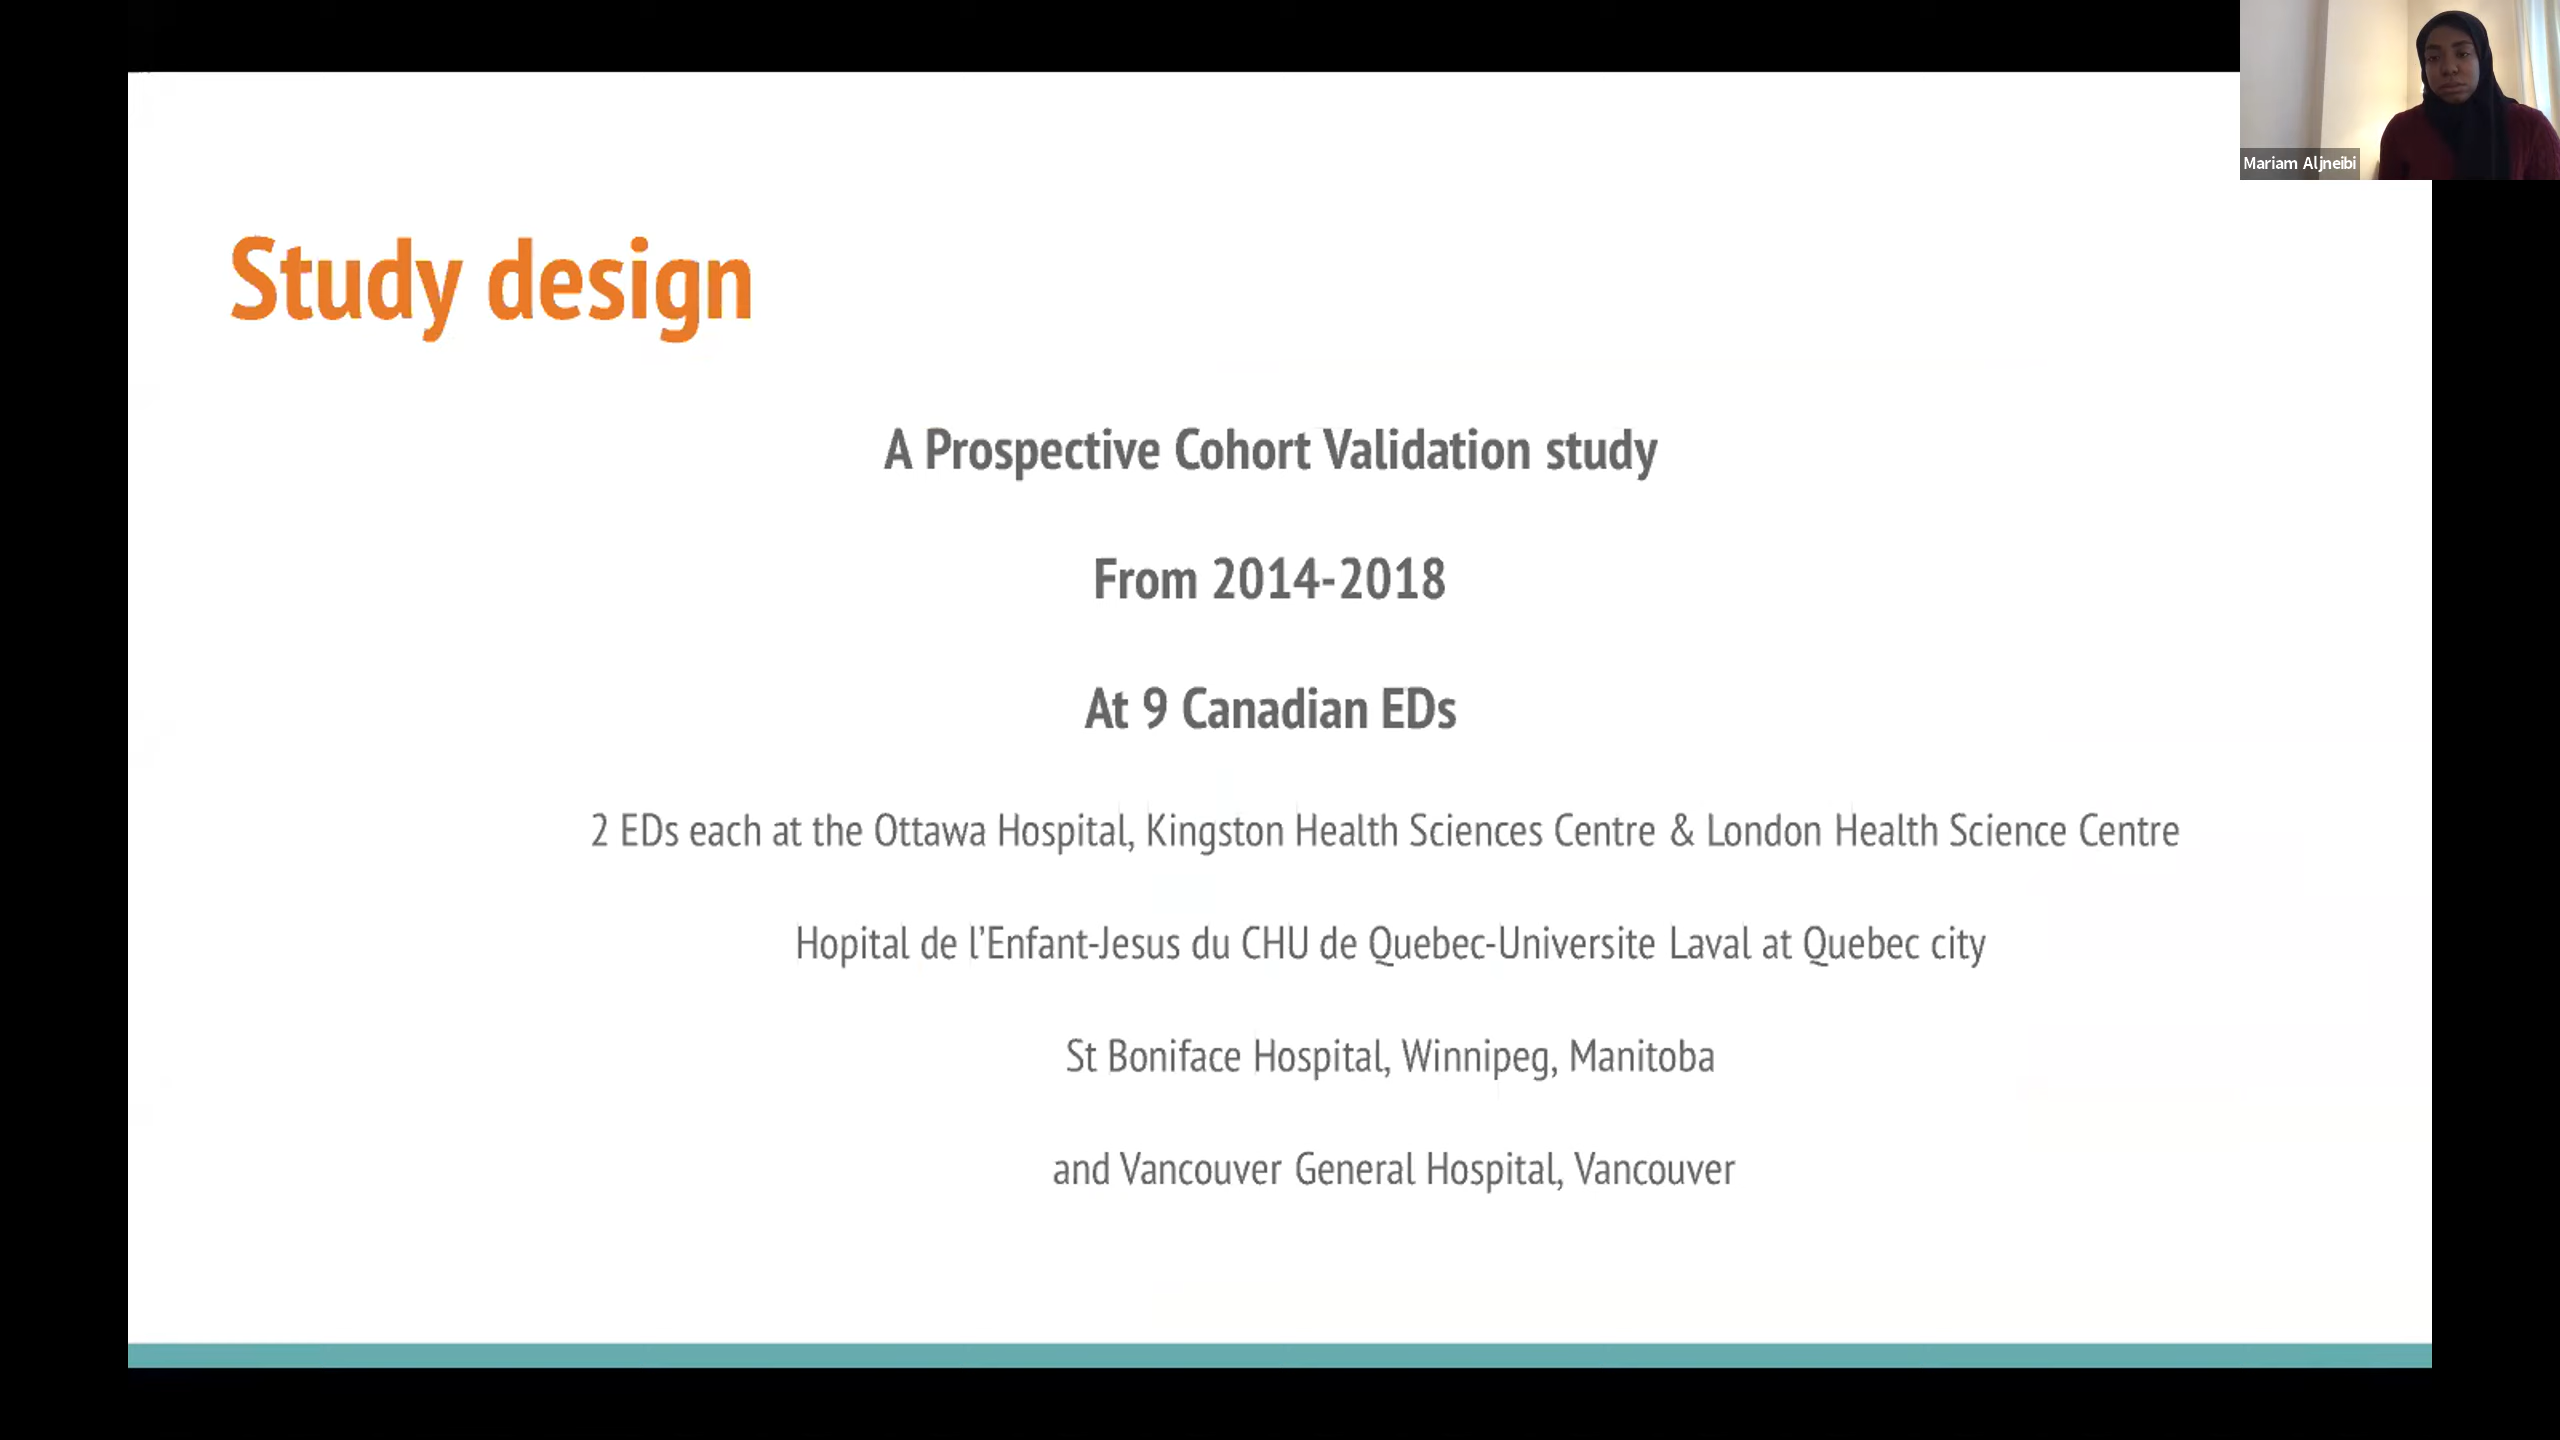 Mariam Aljneibi
Study design
A Prospective Cohort Validation study
From 2014-2018
At 9 Canadian EDs
2 EDs each at the Ottawa Hospital, Kingston Health Sciences Centre & London Health Science Centre
Hopital de l’Enfant-Jesus du CHU de Quebec-Universite Laval at Quebec city
St Boniface Hospital, Winnipeg, Manitoba
and Vancouver General Hospital, Vancouver